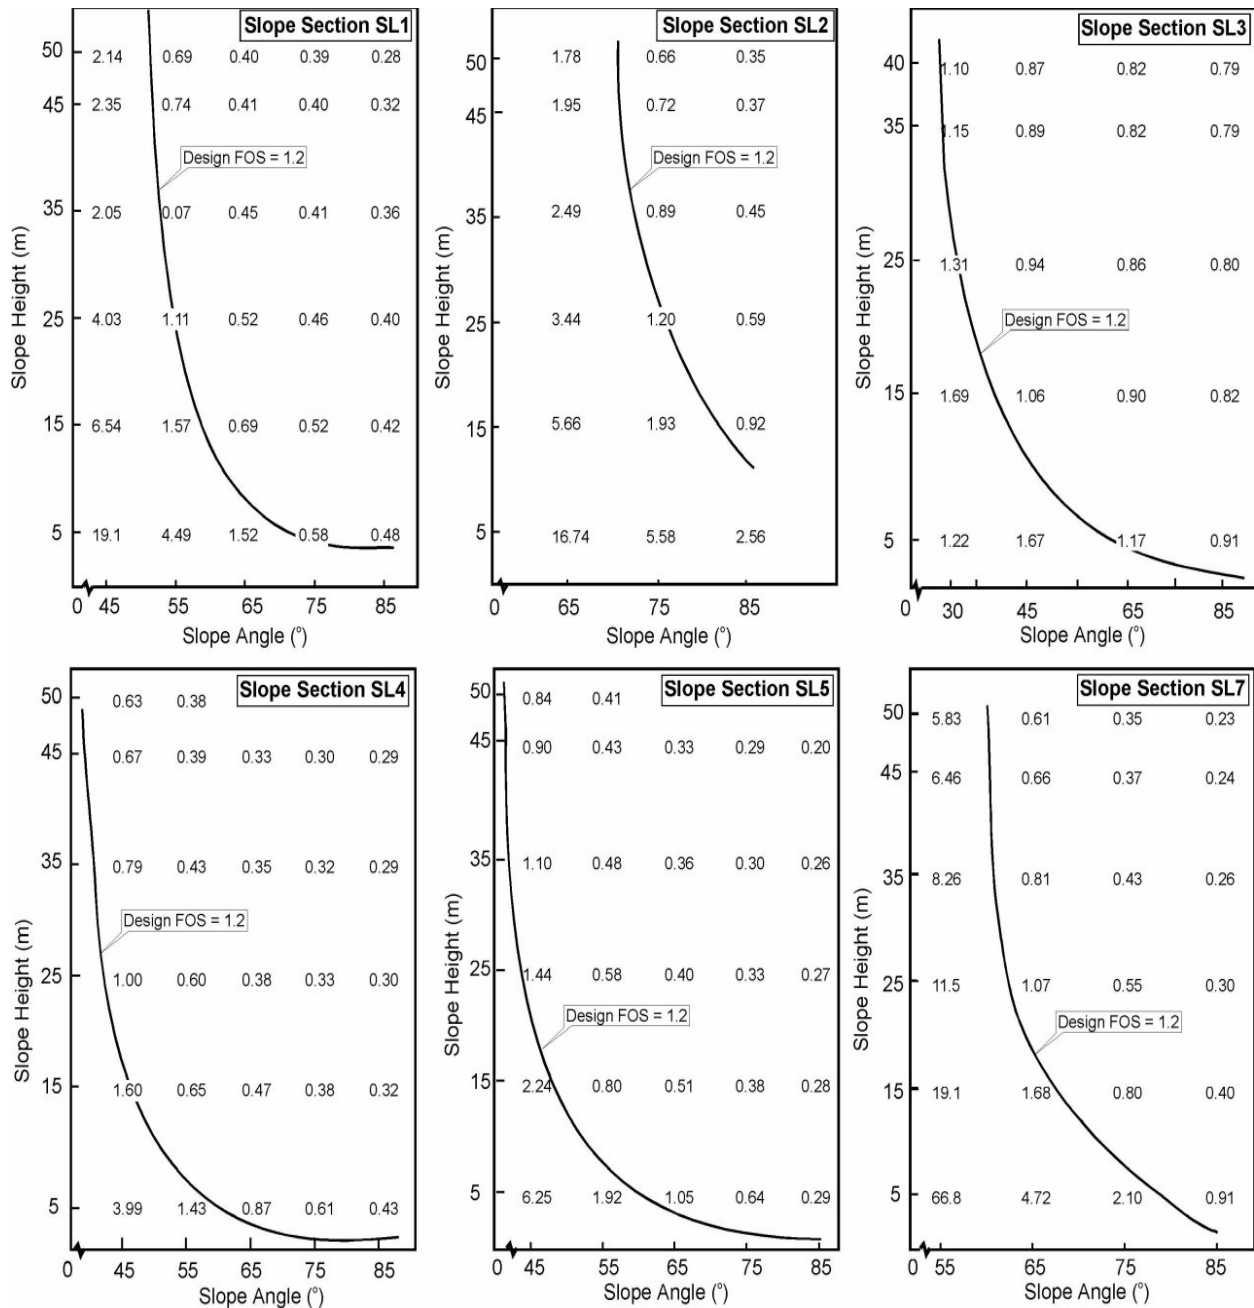 Slope Section SL1
50 2.14 0.69 0.40 0.39 0.28
45 2.35 0.74 0.41 0.40 0.32
Design FOS = 1.2
35 2.05 0.07 0.45 0.41 0.36
25 4.03 1.11 0.52 0.46 0.40
15 6.54 1.57 0.69 0.52 0.42
5 19.1 4.49 1.52 0.58 0.48
0 45 55 65 75 85
Slope Height (m)
Slope Angle (°)
Slope Section SL2
50 1.78 0.66 0.35
45 1.95 0.72 0.37
Design FOS = 1.2
35 2.49 0.89 0.45
25 3.44 1.20 0.59
15 5.66 1.93 0.92
5 16.74 5.58 2.56
0 65 75 85
Slope Height (m)
Slope Angle (°)
Slope Section SL3
40 1.10 0.87 0.82 0.79
35 1.15 0.89 0.82 0.79
25 1.31 0.94 0.86 0.80
Design FOS = 1.2
15 1.69 1.06 0.90 0.82
5 1.22 1.67 1.17 0.91
0 30 45 65 85
Slope Height (m)
Slope Angle (°)
Slope Section SL4
50 0.63 0.38
45 0.67 0.39 0.33 0.30 0.29
35 0.79 0.43 0.35 0.32 0.29
Design FOS = 1.2
25 1.00 0.60 0.38 0.33 0.30
15 1.60 0.65 0.47 0.38 0.32
5 3.99 1.43 0.87 0.61 0.43
0 45 55 65 75 85
Slope Height (m)
Slope Angle (°)
Slope Section SL5
50 0.84 0.41
45 0.90 0.43 0.33 0.29 0.20
35 1.10 0.48 0.36 0.30 0.26
25 1.44 0.58 0.40 0.33 0.27
Design FOS = 1.2
15 2.24 0.80 0.51 0.38 0.28
5 6.25 1.92 1.05 0.64 0.29
0 45 55 65 75 85
Slope Height (m)
Slope Angle (°)
Slope Section SL7
50 5.83 0.61 0.35 0.23
45 6.46 0.66 0.37 0.24
35 8.26 0.81 0.43 0.26
25 11.5 1.07 0.55 0.30
Design FOS = 1.2
15 19.1 1.68 0.80 0.40
5 66.8 4.72 2.10 0.91
0 55 65 75 85
Slope Height (m)
Slope Angle (°)